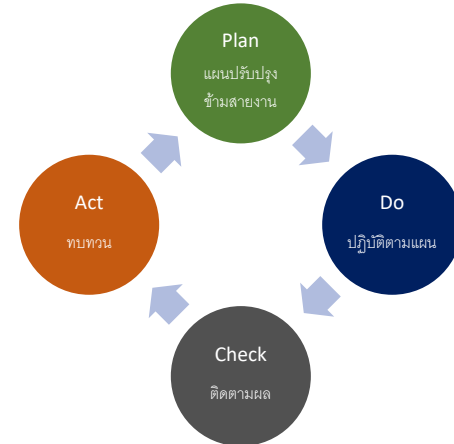 Plan
แผนปรับปรุง
ข้ามสายงาน
Do
ปฏิบัติตามแผน
Check
ติดตามผล
Act
ทบทวน